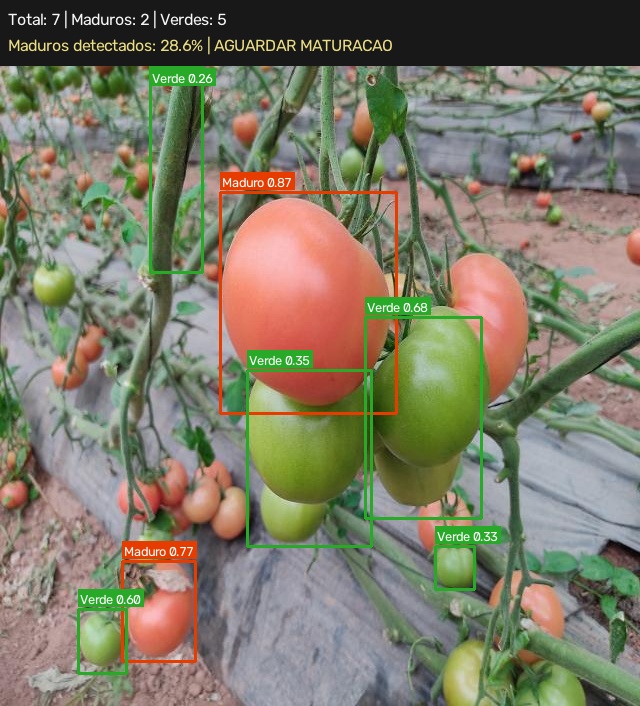 Total: 7 | Maduros: 2 | Verdes: 5
Maduros detectados: 28.6% | AGUARDAR MATURACAO
Verde 0.26
Maduro 0.87
Verde 0.68
Verde 0.35
Verde 0.33
Maduro 0.77
Verde 0.60